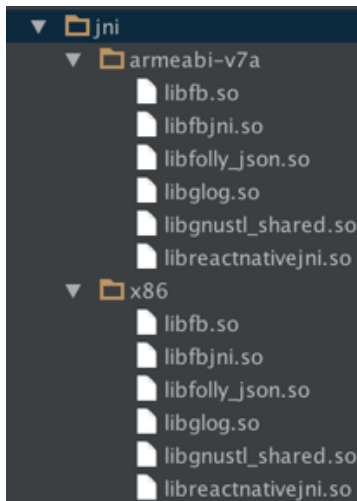 jni
armeabi-v7a
libfb.so
libfbjni.so
libfolly_json.so
libglog.so
libgnustl_shared.so
libreactnativejni.so
x86
libfb.so
libfbjni.so
libfolly_json.so
libglog.so
libgnustl_shared.so
libreactnativejni.so